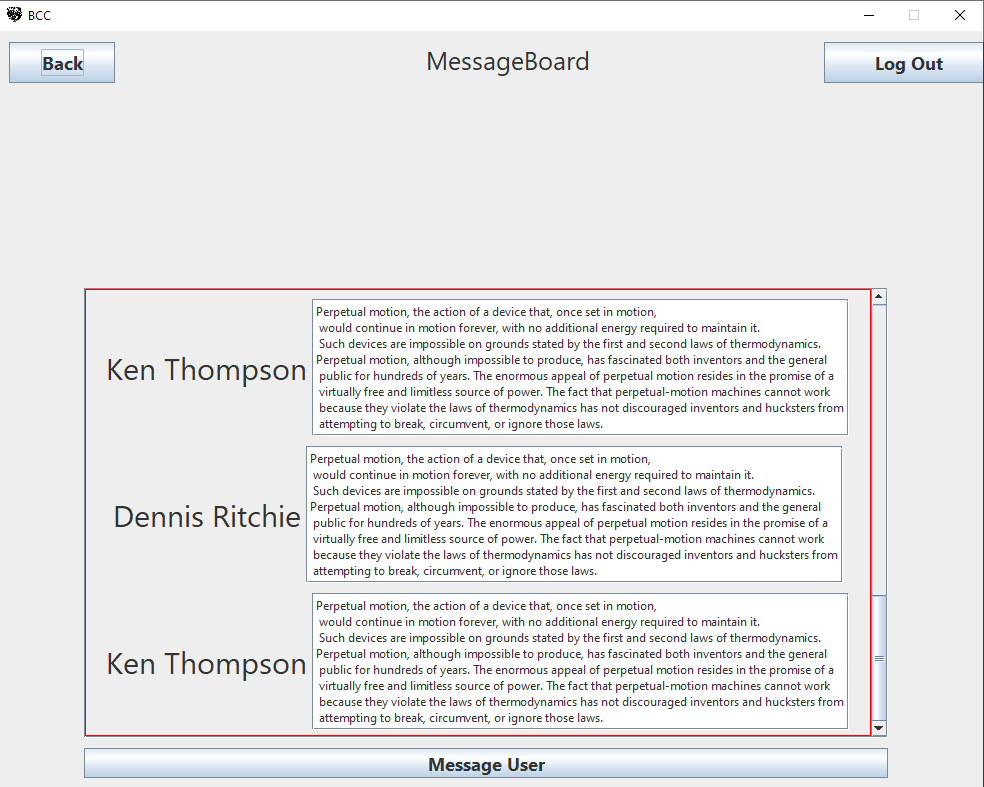 BCC
Back
MessageBoard
Log Out
Ken Thompson
Perpetual motion, the action of a device that, once set in motion,
would continue in motion forever, with no additional energy required to maintain it.
Such devices are impossible on grounds stated by the first and second laws of thermodynamics.
Perpetual motion, although impossible to produce, has fascinated both inventors and the general
public for hundreds of years. The enormous appeal of perpetual motion resides in the promise of a
virtually free and limitless source of power. The fact that perpetual-motion machines cannot work
because they violate the laws of thermodynamics has not discouraged inventors and hucksters from
attempting to break, circumvent, or ignore those laws.
Dennis Ritchie
Perpetual motion, the action of a device that, once set in motion,
would continue in motion forever, with no additional energy required to maintain it.
Such devices are impossible on grounds stated by the first and second laws of thermodynamics.
Perpetual motion, although impossible to produce, has fascinated both inventors and the general
public for hundreds of years. The enormous appeal of perpetual motion resides in the promise of a
virtually free and limitless source of power. The fact that perpetual-motion machines cannot work
because they violate the laws of thermodynamics has not discouraged inventors and hucksters from
attempting to break, circumvent, or ignore those laws.
Ken Thompson
Perpetual motion, the action of a device that, once set in motion,
would continue in motion forever, with no additional energy required to maintain it.
Such devices are impossible on grounds stated by the first and second laws of thermodynamics.
Perpetual motion, although impossible to produce, has fascinated both inventors and the general
public for hundreds of years. The enormous appeal of perpetual motion resides in the promise of a
virtually free and limitless source of power. The fact that perpetual-motion machines cannot work
because they violate the laws of thermodynamics has not discouraged inventors and hucksters from
attempting to break, circumvent, or ignore those laws.
Message User